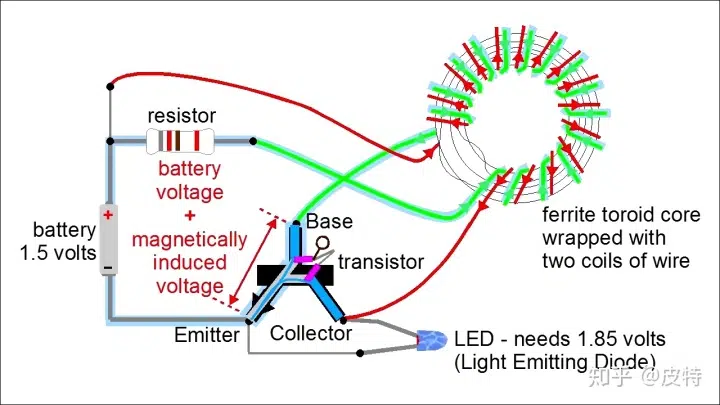 resistor
battery
voltage
+
magnetically
induced
voltage
battery
1.5 volts
+
-
Base
transistor
Emitter
Collector
ferrite toroid core
wrapped with
two coils of wire
LED - needs 1.85 volts
(Light Emitting Diode)
知乎 @皮特